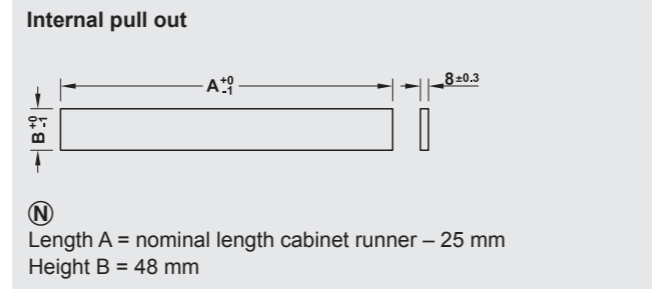 Internal pull out
A +0 -1
8±0.3
B +0 -1
Ⓝ
Length A = nominal length cabinet runner – 25 mm
Height B = 48 mm